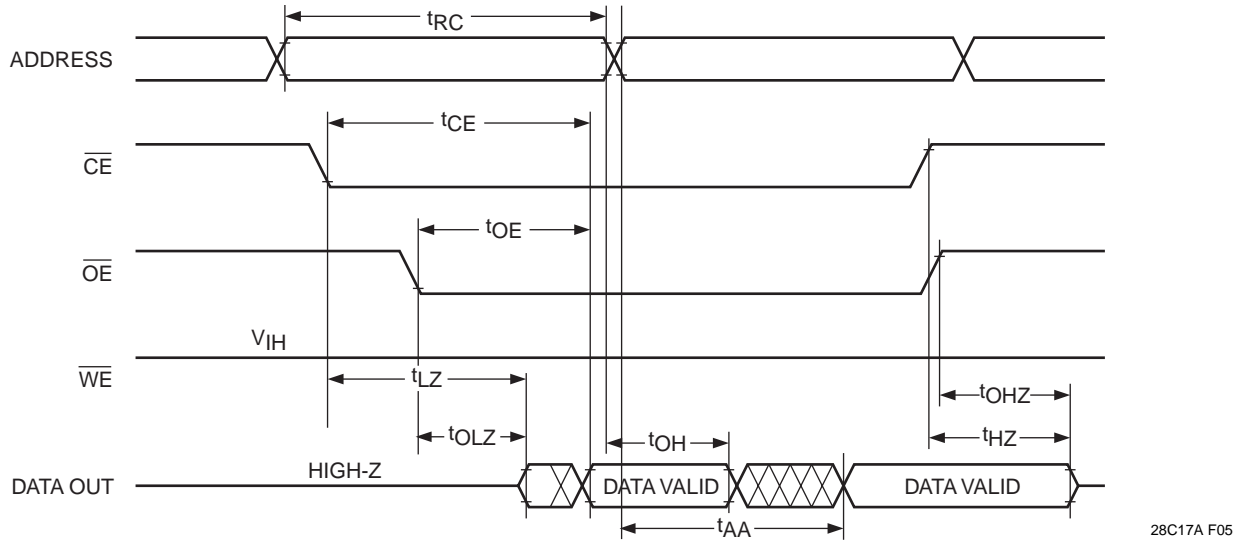 tRC
ADDRESS
tCE
CE
tOE
OE
VIH
WE
tLZ
tOHZ
tOLZ
tOH
tHZ
HIGH-Z
DATA OUT
DATA VALID
DATA VALID
tAA
28C17A F05